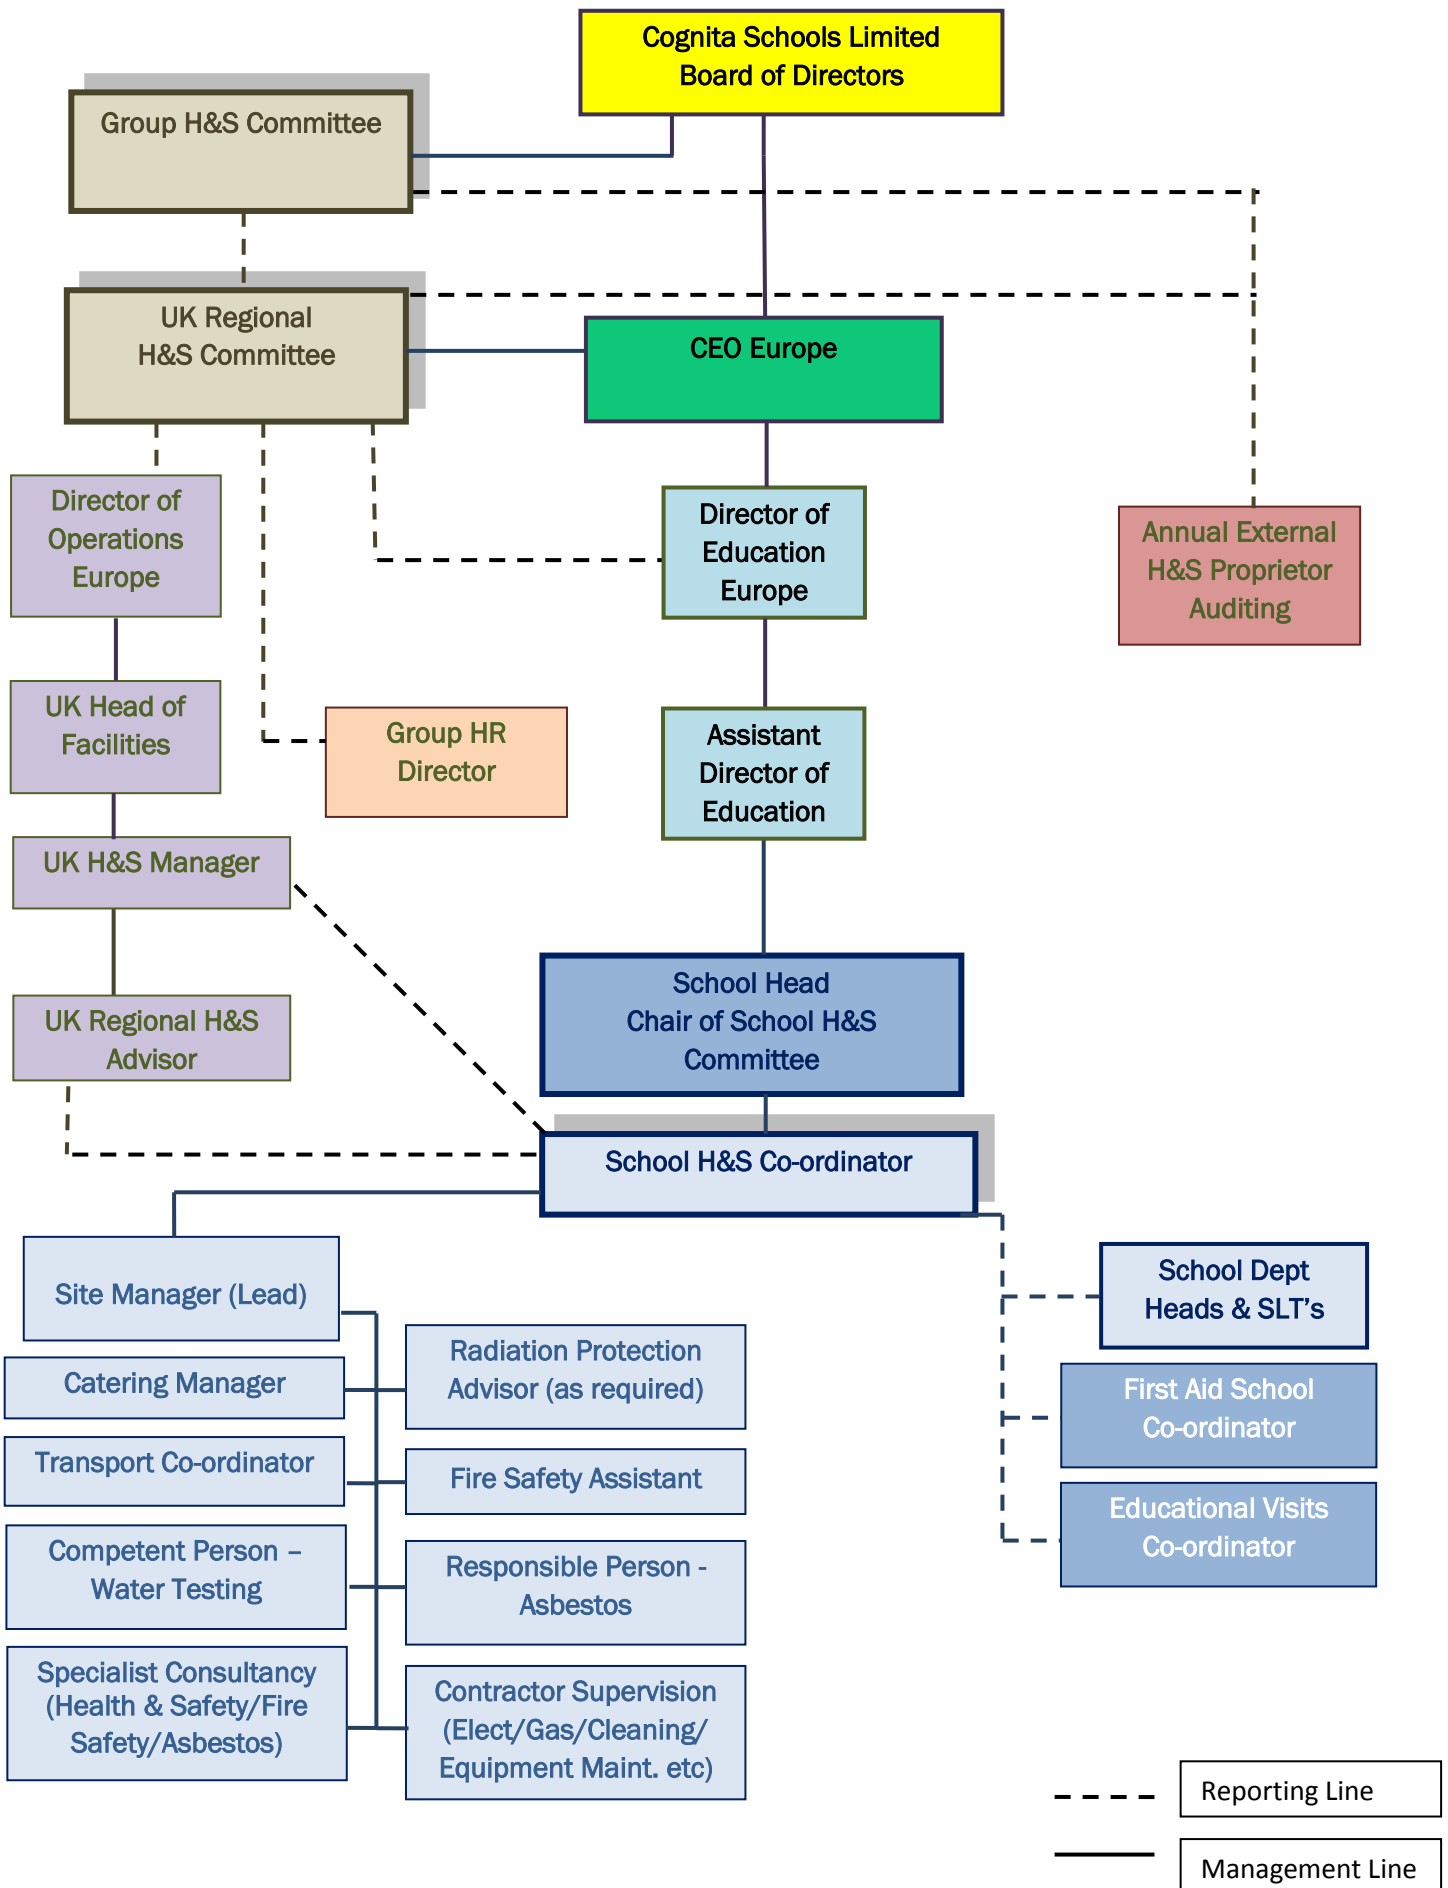 Cognita Schools Limited
Board of Directors
Group H&S Committee
UK Regional
H&S Committee
CEO Europe
Director of
Operations
Europe
Director of
Education
Europe
Annual External
H&S Proprietor
Auditing
UK Head of
Facilities
Group HR
Director
Assistant
Director of
Education
UK H&S Manager
School Head
Chair of School H&S
Committee
UK Regional H&S
Advisor
School H&S Co-ordinator
Site Manager (Lead)
School Dept
Heads & SLT’s
Radiation Protection
Advisor (as required)
Catering Manager
First Aid School
Co-ordinator
Transport Co-ordinator
Fire Safety Assistant
Educational Visits
Co-ordinator
Competent Person –
Water Testing
Responsible Person -
Asbestos
Specialist Consultancy
(Health & Safety/Fire
Safety/Asbestos)
Contractor Supervision
(Elect/Gas/Cleaning/
Equipment Maint. etc)
Reporting Line
Management Line